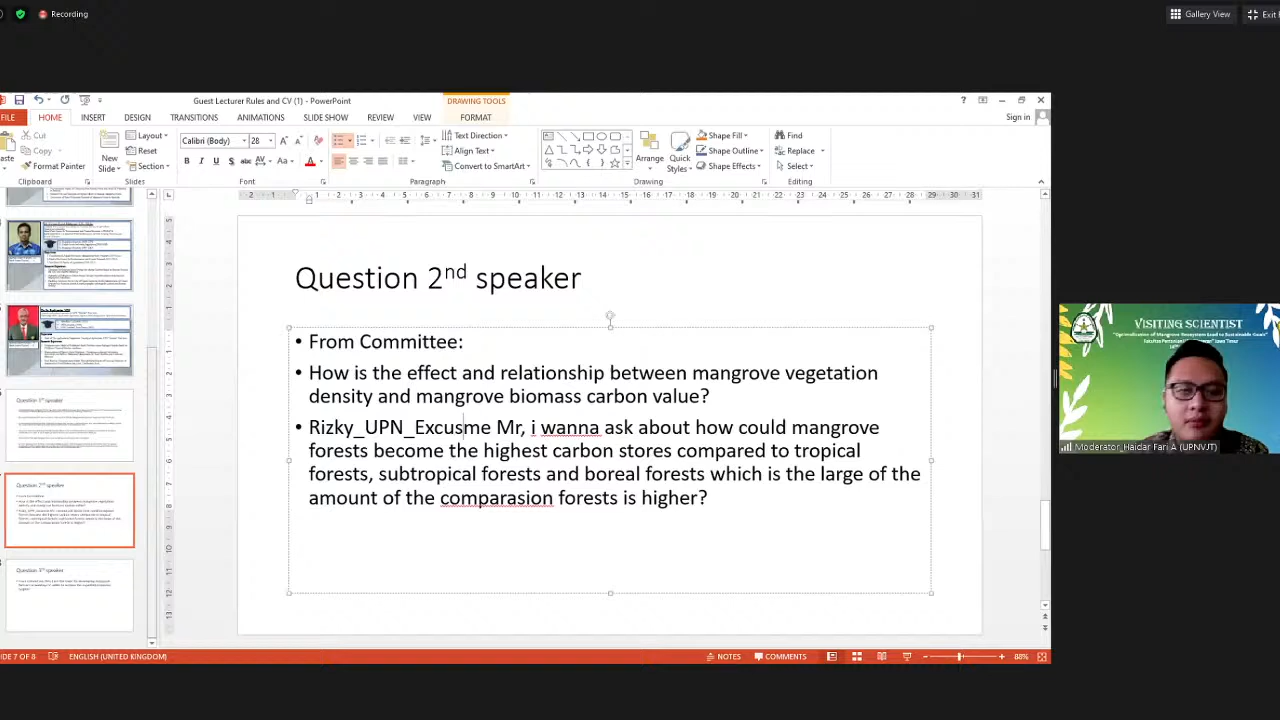 Recording
Gallery View
Exit
Guest Lecturer Rules and CV (1) - PowerPoint
DRAWING TOOLS
Sign in
FILE
HOME
INSERT
DESIGN
TRANSITIONS
ANIMATIONS
SLIDE SHOW
REVIEW
VIEW
FORMAT
Cut
Copy
Format Painter
Clipboard
New
Slide
Layout
Reset
Section
Slides
Calibri (Body)
28
Font
Text Direction
Align Text
Convert to SmartArt
Paragraph
Arrange
Quick
Styles
Shape Fill
Shape Outline
Shape Effects
Drawing
Find
Replace
Select
Editing
Question 1st speaker
Question 2nd speaker
Question 3rd speaker
Question 2nd speaker
• From Committee:
• How is the effect and relationship between mangrove vegetation
density and mangrove biomass carbon value?
• Rizky_UPN_Excusme Mr, i wanna ask about how could mangrove
forests become the highest carbon stores compared to tropical
forests, subtropical forests and boreal forests which is the large of the
amount of the comparasion forests is higher?
VISITING SCIENTIST
Moderator_Haidar Fari A (UPNVJT)
SLIDE 7 OF 8
ENGLISH (UNITED KINGDOM)
NOTES
COMMENTS
88%